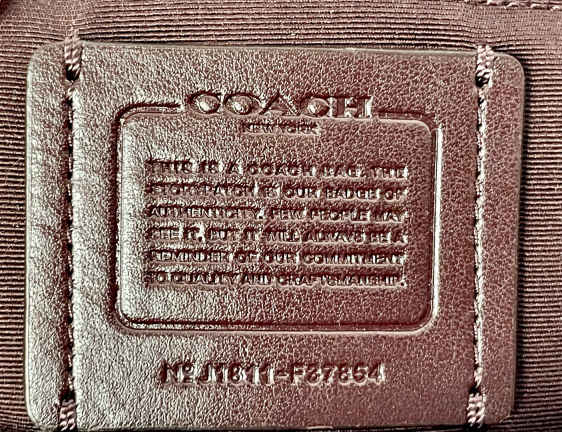 COACH
NEW YORK
THIS IS A COACH BAG. THE
STORYPATCH IS OUR BADGE OF
AUTHENTICITY. FEW PEOPLE MAY
SEE IT, BUT IT WILL ALWAYS BE A
REMINDER OF OUR COMMITMENT
TO QUALITY AND CRAFTSMANSHIP.
Nº J1811-F37854